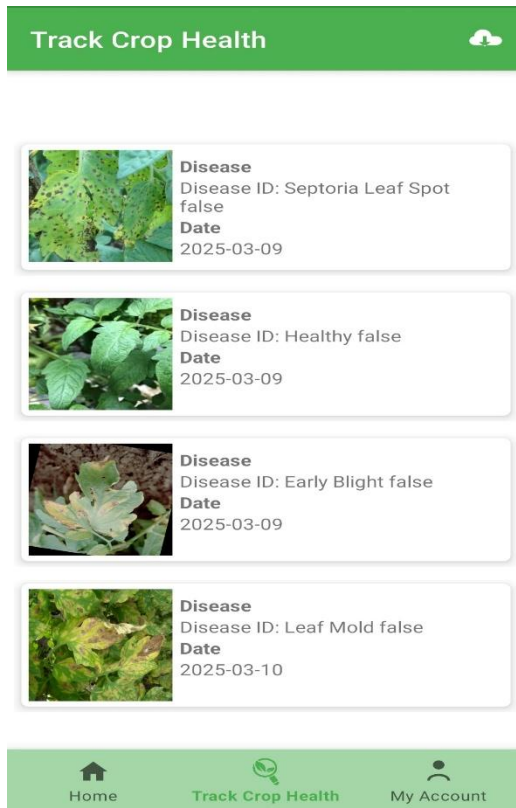 Track Crop Health
Disease
Disease ID: Septoria Leaf Spot
false
Date
2025-03-09
Disease
Disease ID: Healthy false
Date
2025-03-09
Disease
Disease ID: Early Blight false
Date
2025-03-09
Disease
Disease ID: Leaf Mold false
Date
2025-03-10
Home
Track Crop Health
My Account